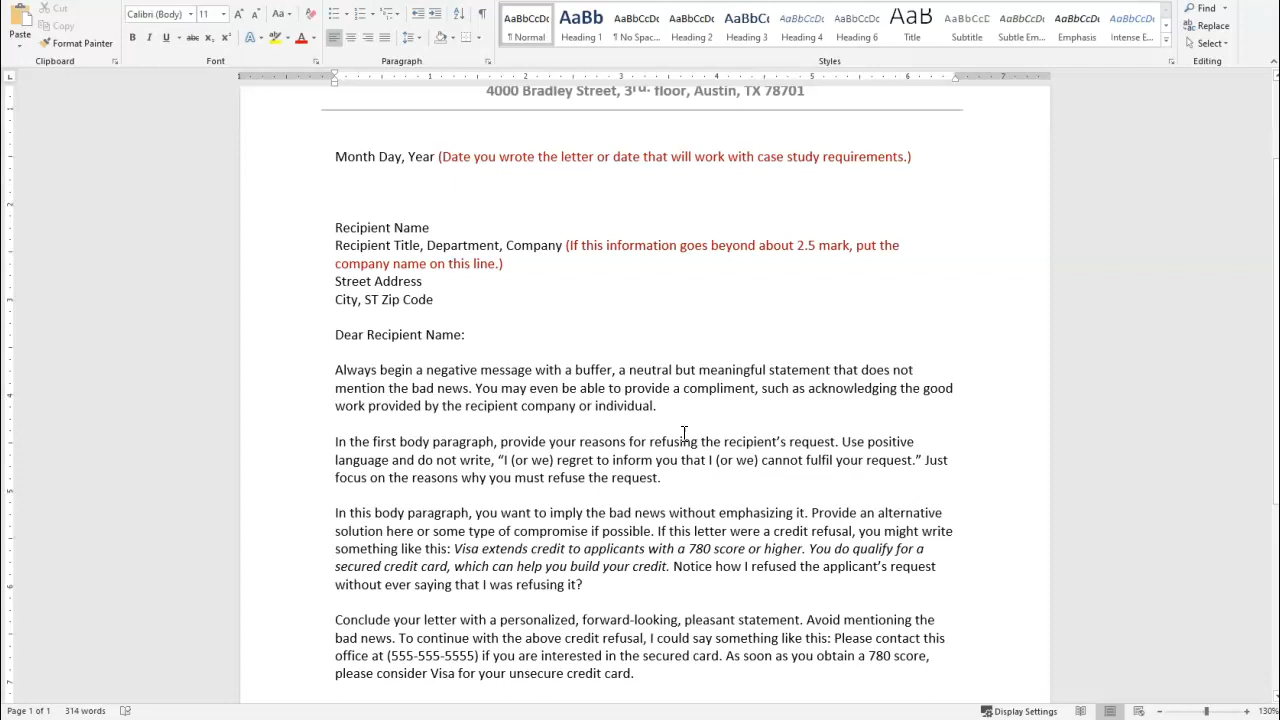 Cut
Calibri (Body) 11 Aa
AaBbCcDc AaBb AaBbCcDc AaBbCcDc AaBbCc AaBbCcDc AaBbCcDc AaB AaBbCcDc AaBbCcDc AaBbCcDc AaBbCcDc
Find
Copy
Replace
Paste
Format Painter
B I U abc x₂ x² A A
¶ Normal Heading 1 ¶ No Spac... Heading 2 Heading 3 Heading 4 Heading 6 Title Subtitle Subtle Em... Emphasis Intense E...
Select
Clipboard Font Paragraph Styles Editing
1 1 2 3 4 5 6 7
4000 Bradley Street, 3rd floor, Austin, TX 78701
Month Day, Year (Date you wrote the letter or date that will work with case study requirements.)
Recipient Name
Recipient Title, Department, Company (If this information goes beyond about 2.5 mark, put the
company name on this line.)
Street Address
City, ST Zip Code
Dear Recipient Name:
Always begin a negative message with a buffer, a neutral but meaningful statement that does not
mention the bad news. You may even be able to provide a compliment, such as acknowledging the good
work provided by the recipient company or individual.
In the first body paragraph, provide your reasons for refusing the recipient’s request. Use positive
language and do not write, “I (or we) regret to inform you that I (or we) cannot fulfil your request.” Just
focus on the reasons why you must refuse the request.
In this body paragraph, you want to imply the bad news without emphasizing it. Provide an alternative
solution here or some type of compromise if possible. If this letter were a credit refusal, you might write
something like this: Visa extends credit to applicants with a 780 score or higher. You do qualify for a
secured credit card, which can help you build your credit. Notice how I refused the applicant’s request
without ever saying that I was refusing it?
Conclude your letter with a personalized, forward-looking, pleasant statement. Avoid mentioning the
bad news. To continue with the above credit refusal, I could say something like this: Please contact this
office at (555-555-5555) if you are interested in the secured card. As soon as you obtain a 780 score,
please consider Visa for your unsecure credit card.
Page 1 of 1 314 words Display Settings 130%